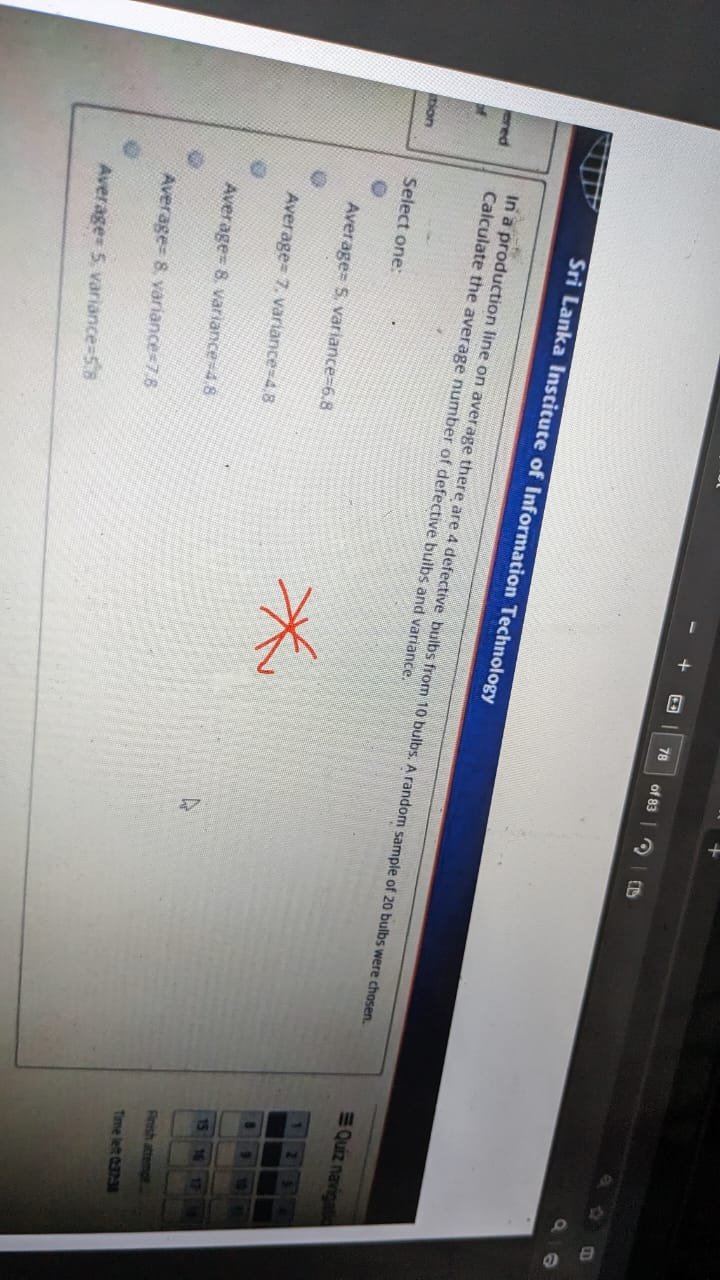 78
of 83
Sri Lanka Institute of Information Technology
In a production line on average there are 4 defective bulbs from 10 bulbs. A random sample of 20 bulbs were chosen.
Calculate the average number of defective bulbs and variance.
Select one:
Average= 5, variance=6.8
Average= 7, variance=4.8
Average= 8, variance=4.8
Average= 8, variance=7.8
Average= 5, variance=5.8
ered
of
stion
Quiz
1 2 3 4
8 9 10 11
15 16 17 18
Finish attempt ...
Time left 0:37:38